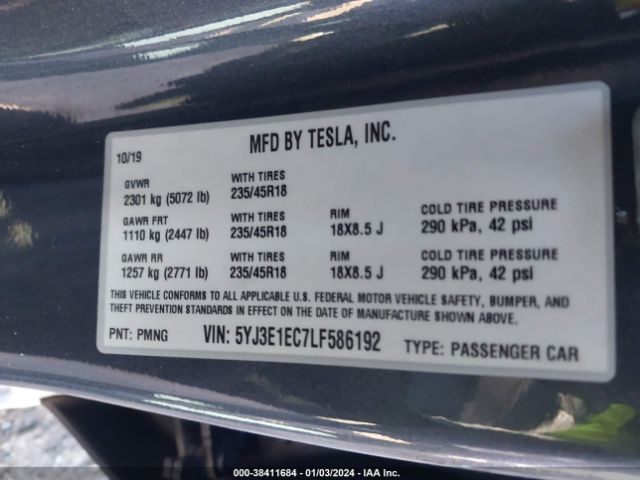 MFD BY TESLA, INC.
10/19
GVWR WITH TIRES
2301 kg (5072 lb) 235/45R18
GAWR FRT WITH TIRES RIM COLD TIRE PRESSURE
1110 kg (2447 lb) 235/45R18 18X8.5 J 290 kPa, 42 psi
GAWR RR WITH TIRES RIM COLD TIRE PRESSURE
1257 kg (2771 lb) 235/45R18 18X8.5 J 290 kPa, 42 psi
THIS VEHICLE CONFORMS TO ALL APPLICABLE U.S. FEDERAL MOTOR VEHICLE SAFETY, BUMPER, AND
THEFT PREVENTION STANDARDS IN EFFECT ON THE DATE OF MANUFACTURE SHOWN ABOVE.
PNT: PMNG VIN: 5YJ3E1EC7LF586192 TYPE: PASSENGER CAR
000-38411684 - 01/03/2024 - IAA Inc.